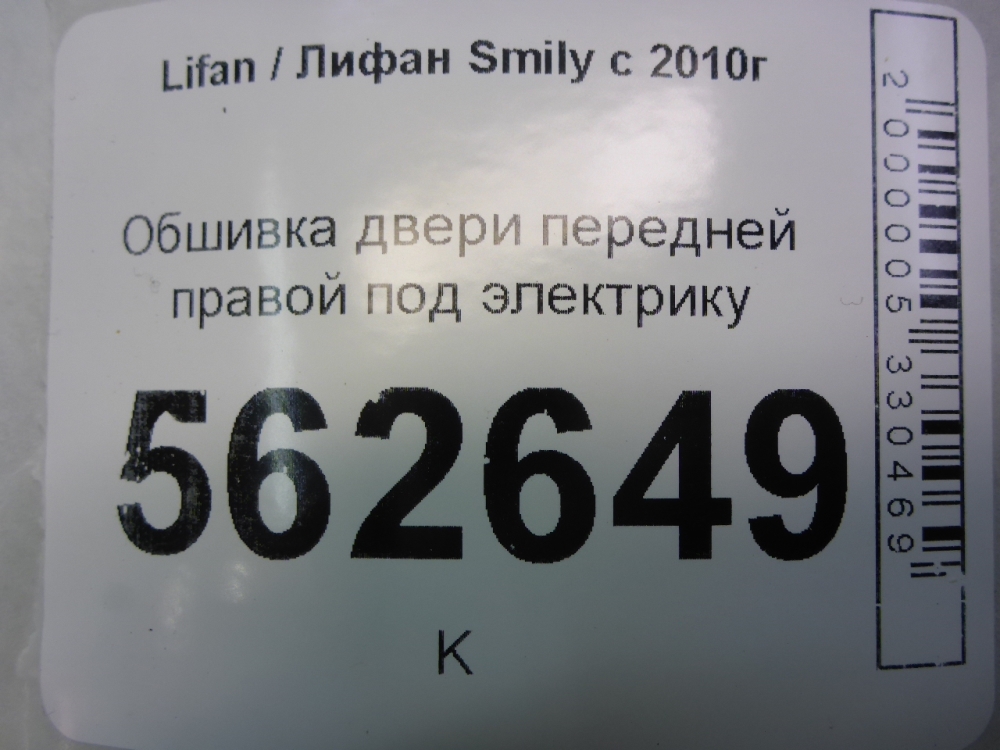 Lifan / Лифан Smily с 2010г
Обшивка двери передней
правой под электрику
562649
К
2000005330469